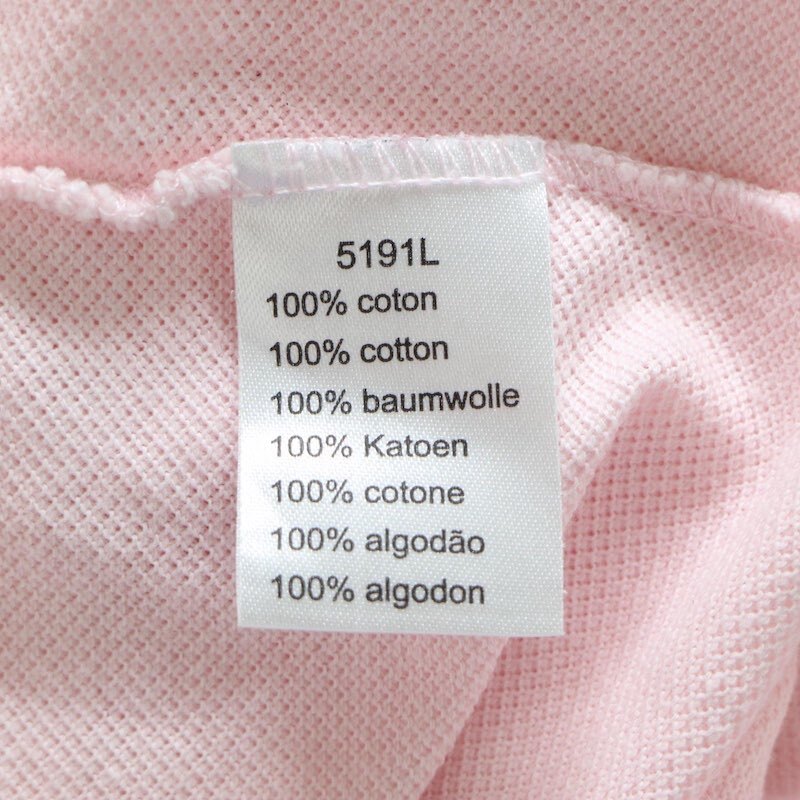 5191L
100% coton
100% cotton
100% baumwolle
100% Katoen
100% cotone
100% algodão
100% algodon